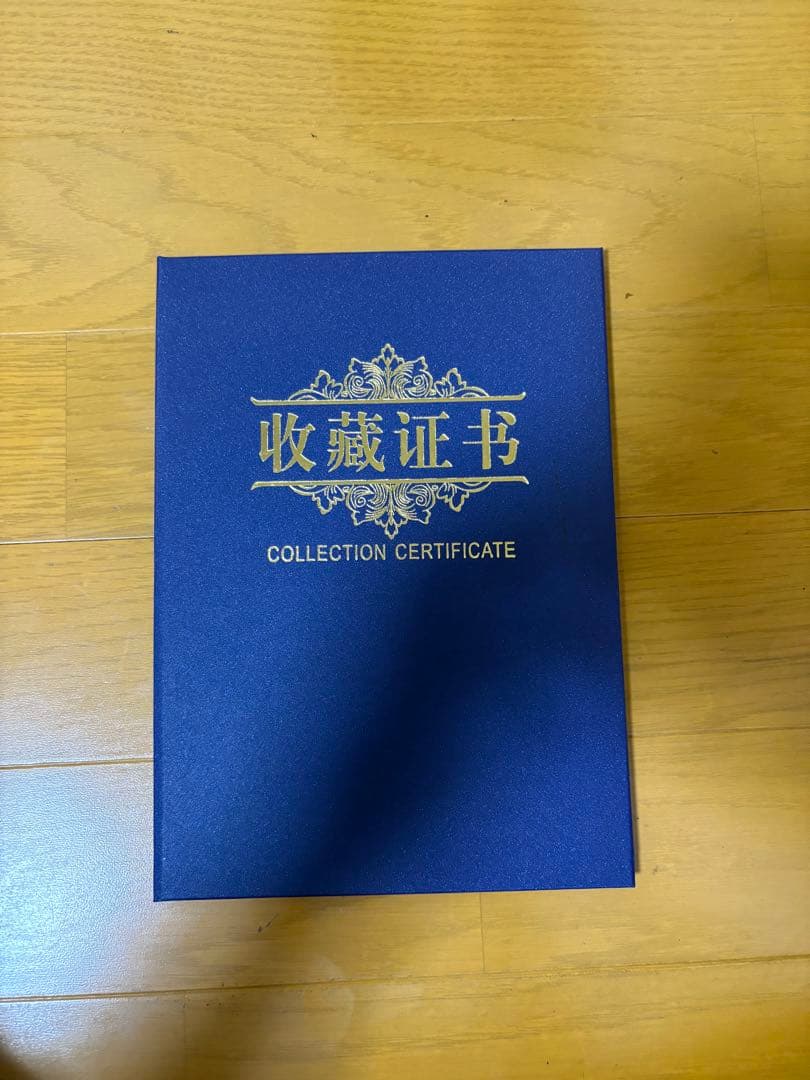 收藏证书
COLLECTION CERTIFICATE